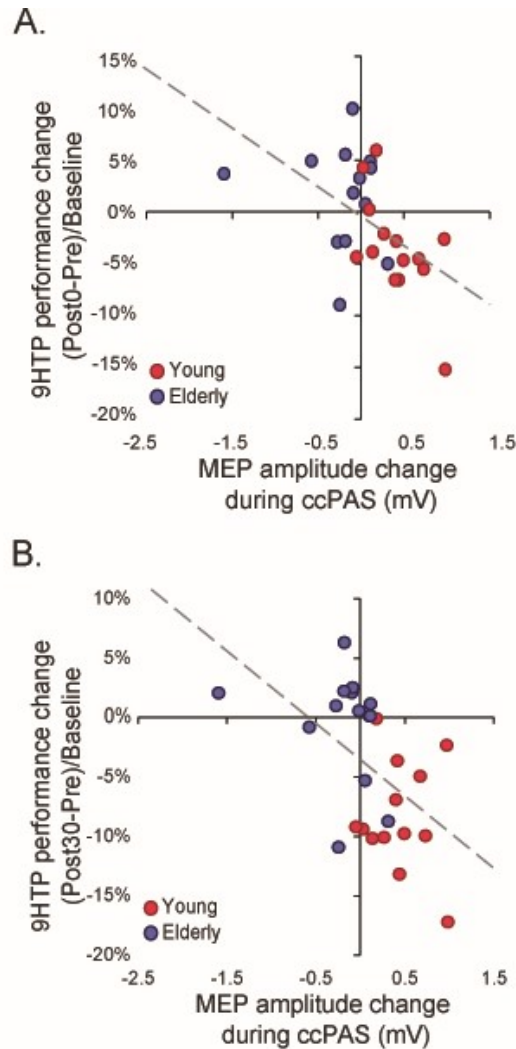 A.
15%
10%
5%
0%
-5%
-10%
-15%
-20%
9HTP performance change
(Post0-Pre)/Baseline
Young
Elderly
-2.5 -1.5 -0.5 0.5 1.5
MEP amplitude change
during ccPAS (mV)
B.
10%
5%
0%
-5%
-10%
-15%
-20%
9HTP performance change
(Post30-Pre)/Baseline
Young
Elderly
-2.5 -1.5 -0.5 0.5 1.5
MEP amplitude change
during ccPAS (mV)